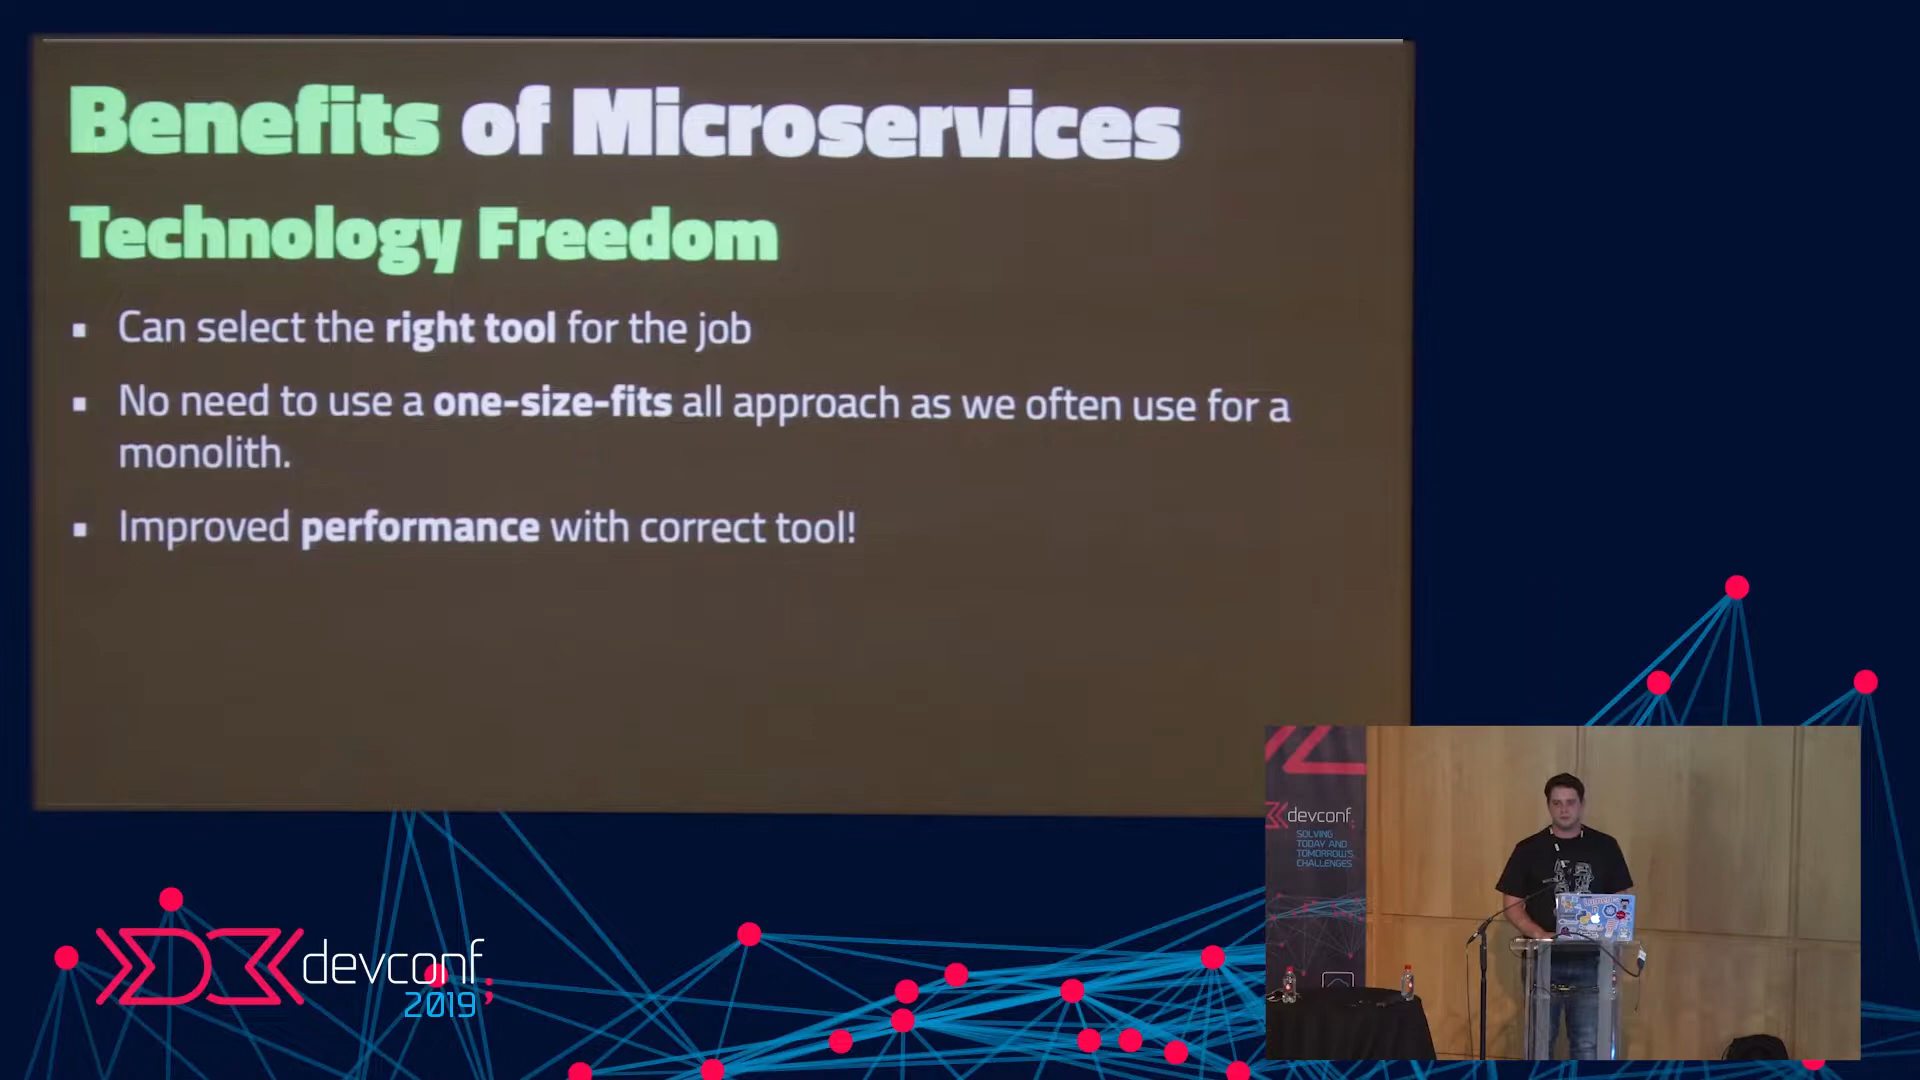 Benefits of Microservices
Technology Freedom
▪ Can select the right tool for the job
▪ No need to use a one-size-fits all approach as we often use for a
monolith.
▪ Improved performance with correct tool!
devconf;
2019
devconf;
SOLVING
TODAY AND
TOMORROW'S
CHALLENGES